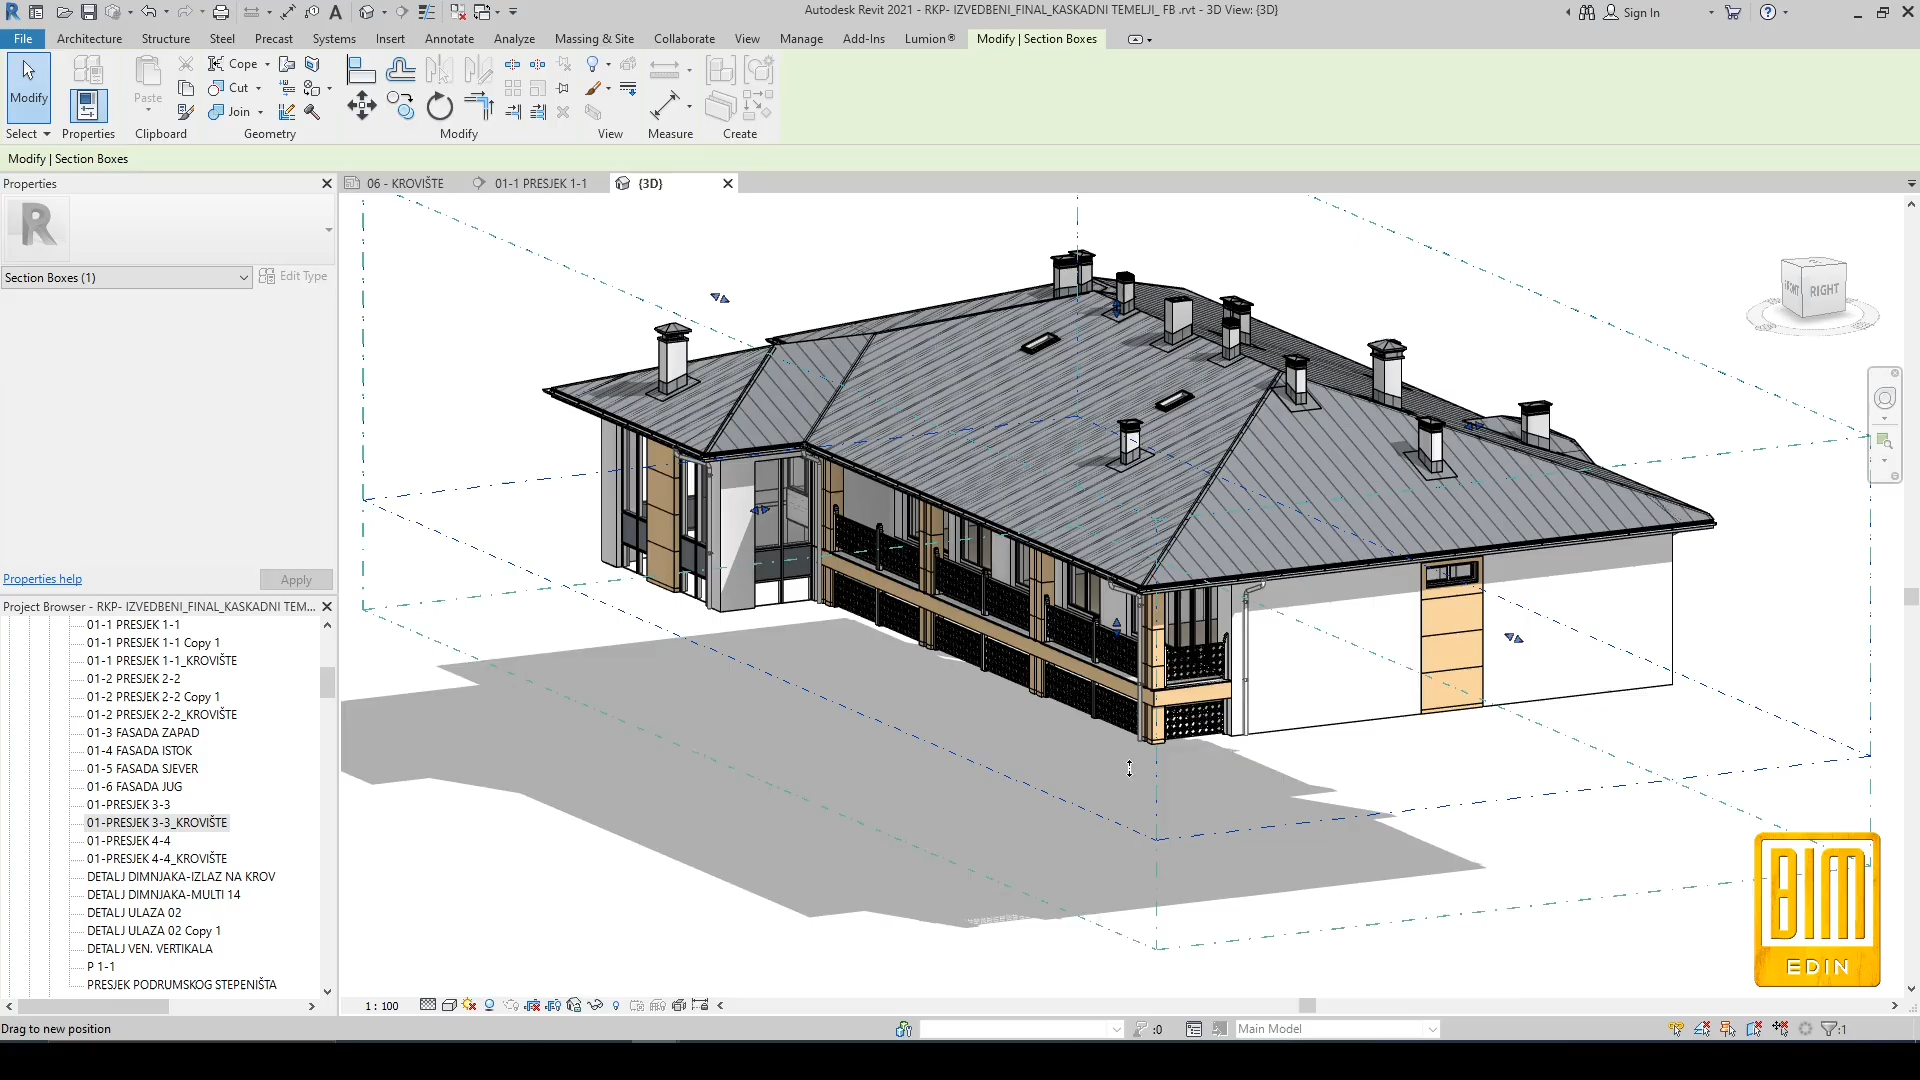 Autodesk Revit 2021 - RKP- IZVEDBENI_FINAL_KASKADNI TEMELJI_ FB .rvt - 3D View: {3D}
Sign In
File Architecture Structure Steel Precast Systems Insert Annotate Analyze Massing & Site Collaborate View Manage Add-Ins Lumion® Modify | Section Boxes
Modify
Paste
Cope
Cut
Join
Select Properties Clipboard Geometry Modify View Measure Create
Modify | Section Boxes
Properties
06 - KROVIŠTE
01-1 PRESJEK 1-1
{3D}
Section Boxes (1)
Edit Type
FRONT
RIGHT
Properties help
Apply
Project Browser - RKP- IZVEDBENI_FINAL_KASKADNI TEM...
01-1 PRESJEK 1-1
01-1 PRESJEK 1-1 Copy 1
01-1 PRESJEK 1-1_KROVIŠTE
01-2 PRESJEK 2-2
01-2 PRESJEK 2-2 Copy 1
01-2 PRESJEK 2-2_KROVIŠTE
01-3 FASADA ZAPAD
01-4 FASADA ISTOK
01-5 FASADA SJEVER
01-6 FASADA JUG
01-PRESJEK 3-3
01-PRESJEK 3-3_KROVIŠTE
01-PRESJEK 4-4
01-PRESJEK 4-4_KROVIŠTE
DETALJ DIMNJAKA-IZLAZ NA KROV
DETALJ DIMNJAKA-MULTI 14
DETALJ ULAZA 02
DETALJ ULAZA 02 Copy 1
DETALJ VEN. VERTIKALA
P 1-1
PRESJEK PODRUMSKOG STEPENIŠTA
BIM
EDIN
1 : 100
Drag to new position
:0
Main Model
:1